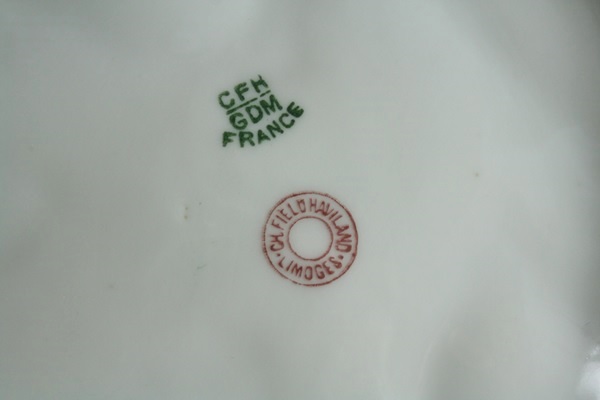 CFH
GDM
FRANCE
CH. FIELD HAVILAND
• LIMOGES •